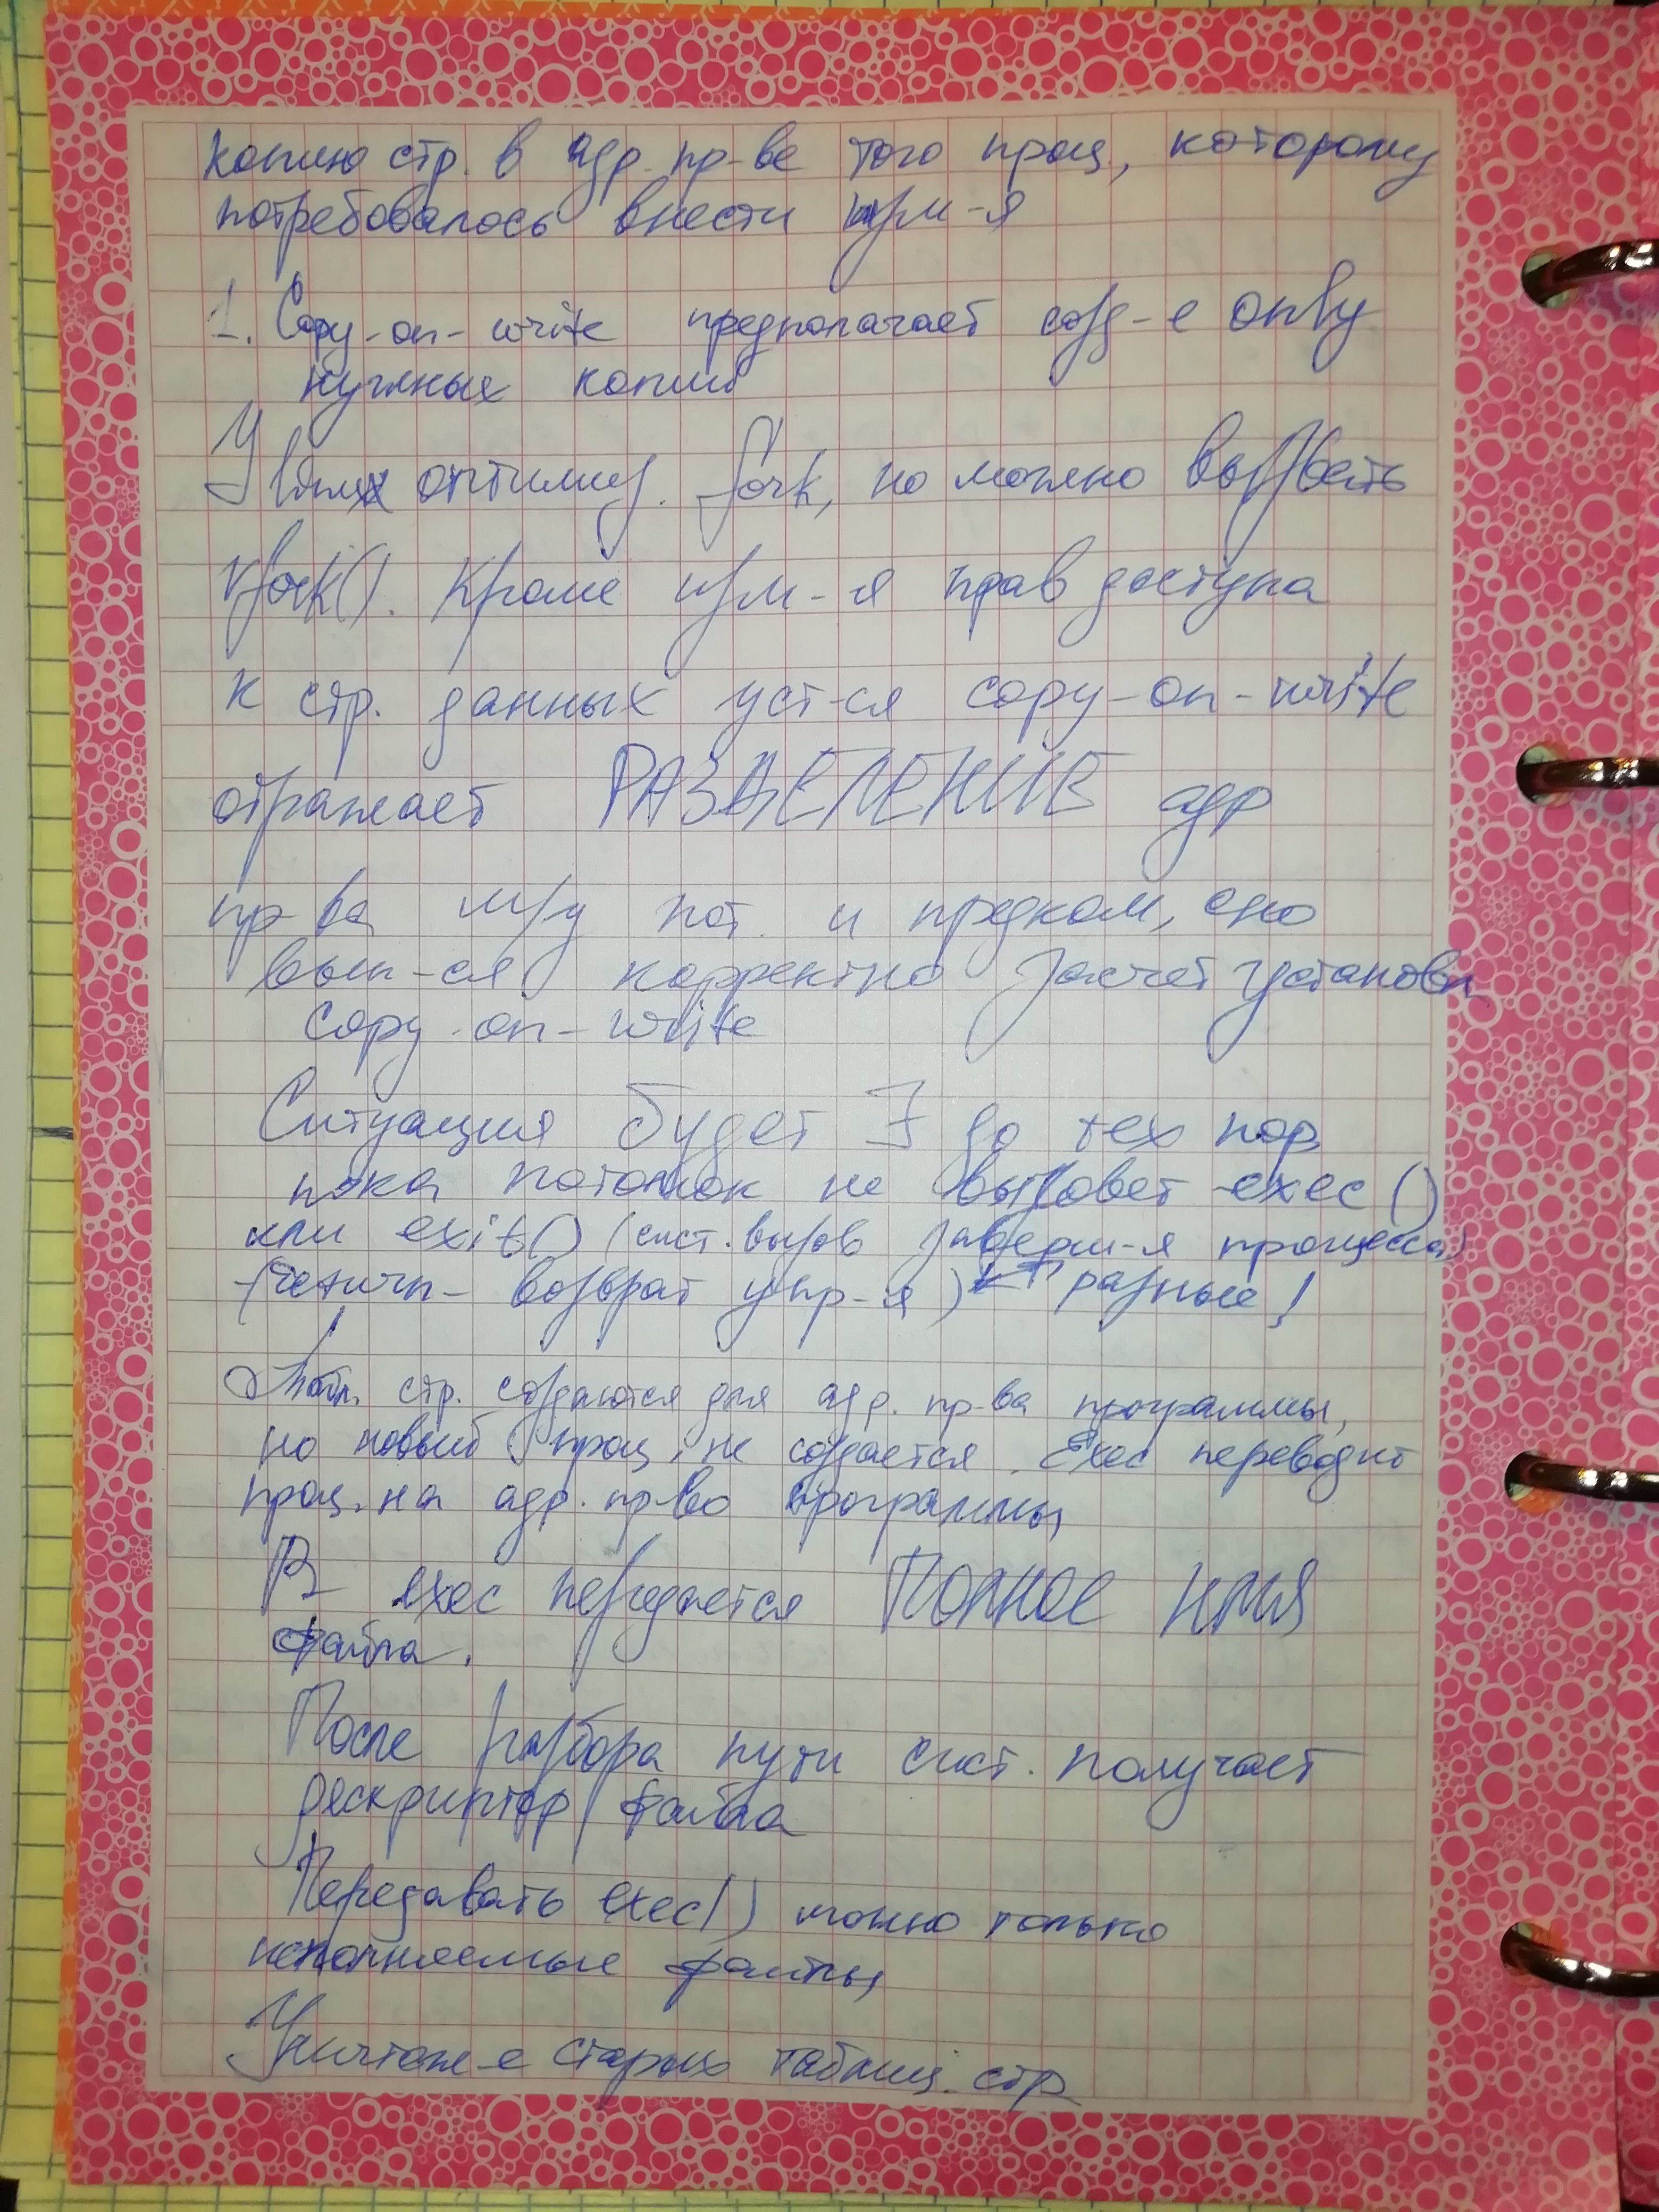 копию стр. в адр. пр-ве того проц, которому
потребовалось внести изм-я
1. Copy-on-write предполагает созд-е only
нужных копий
У оптимиз. fork, но можно вызвать
vfork(). Кроме изм-я прав доступа
к стр. данных уст-ся copy-on-write
отражает РАЗДЕЛЕНИЕ адр
пр-ва м/у пот. и предком, оно
вып-ся корректно засчет установки
copy-on-write
Ситуация будет ∃ до тех пор
пока потомок не вызовет exec()
или exit() (сист. вызов заверш-я процесса)
возврат упр-я) разные!
Табл. стр. создаются для адр. пр-ва программы,
но новый проц. не создается. Exec переводит
проц. на адр. пр-во программы
В exec передается Полное имя
файла.
После разбора пути сист. получает
дескриптор файла
Передавать exec() можно только
исполняемые файлы
Уничтож-е старых таблиц. стр